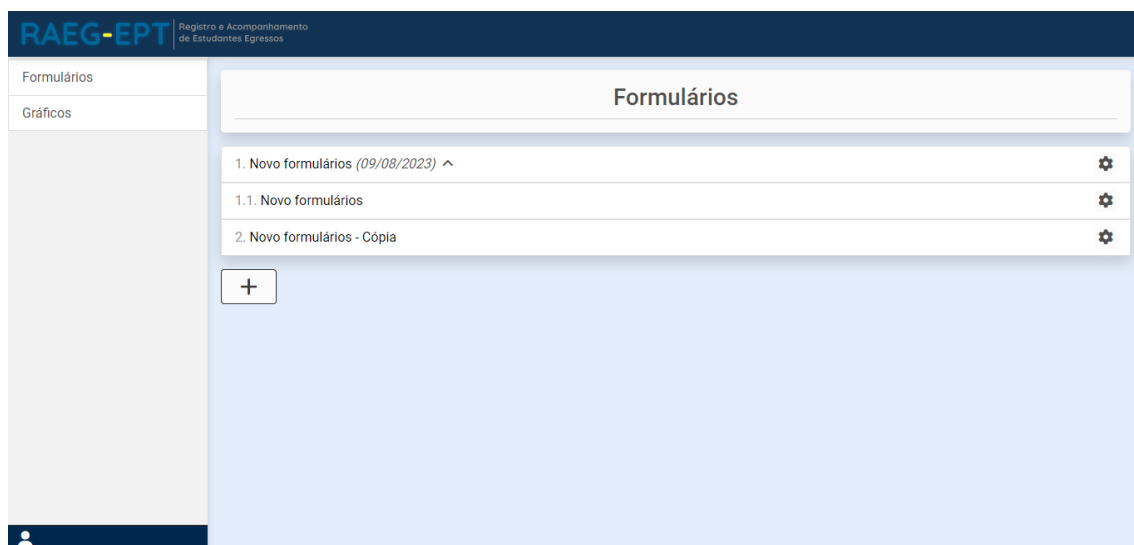 RAEG-EPT
Registro e Acompanhamento
de Estudantes Egressos
Formulários
Gráficos
Formulários
1. Novo formulários (09/08/2023)
1.1. Novo formulários
2. Novo formulários - Cópia
+